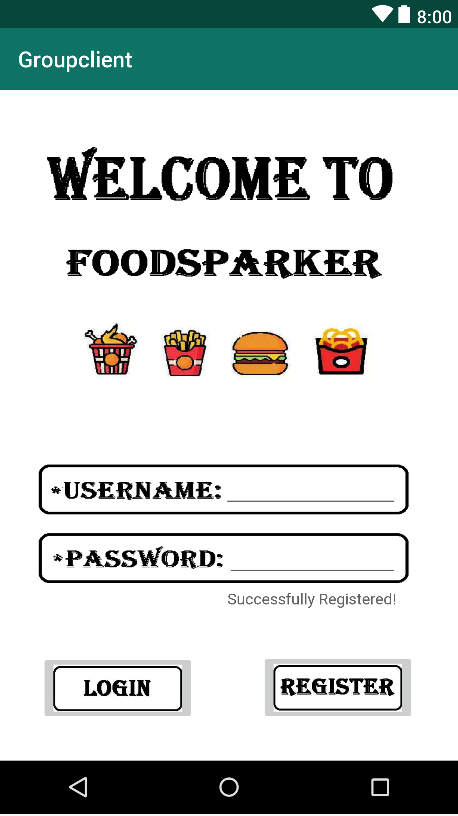 8:00
Groupclient
WELCOME TO
FOODSPARKER
*USERNAME:
*PASSWORD:
Successfully Registered!
LOGIN
REGISTER